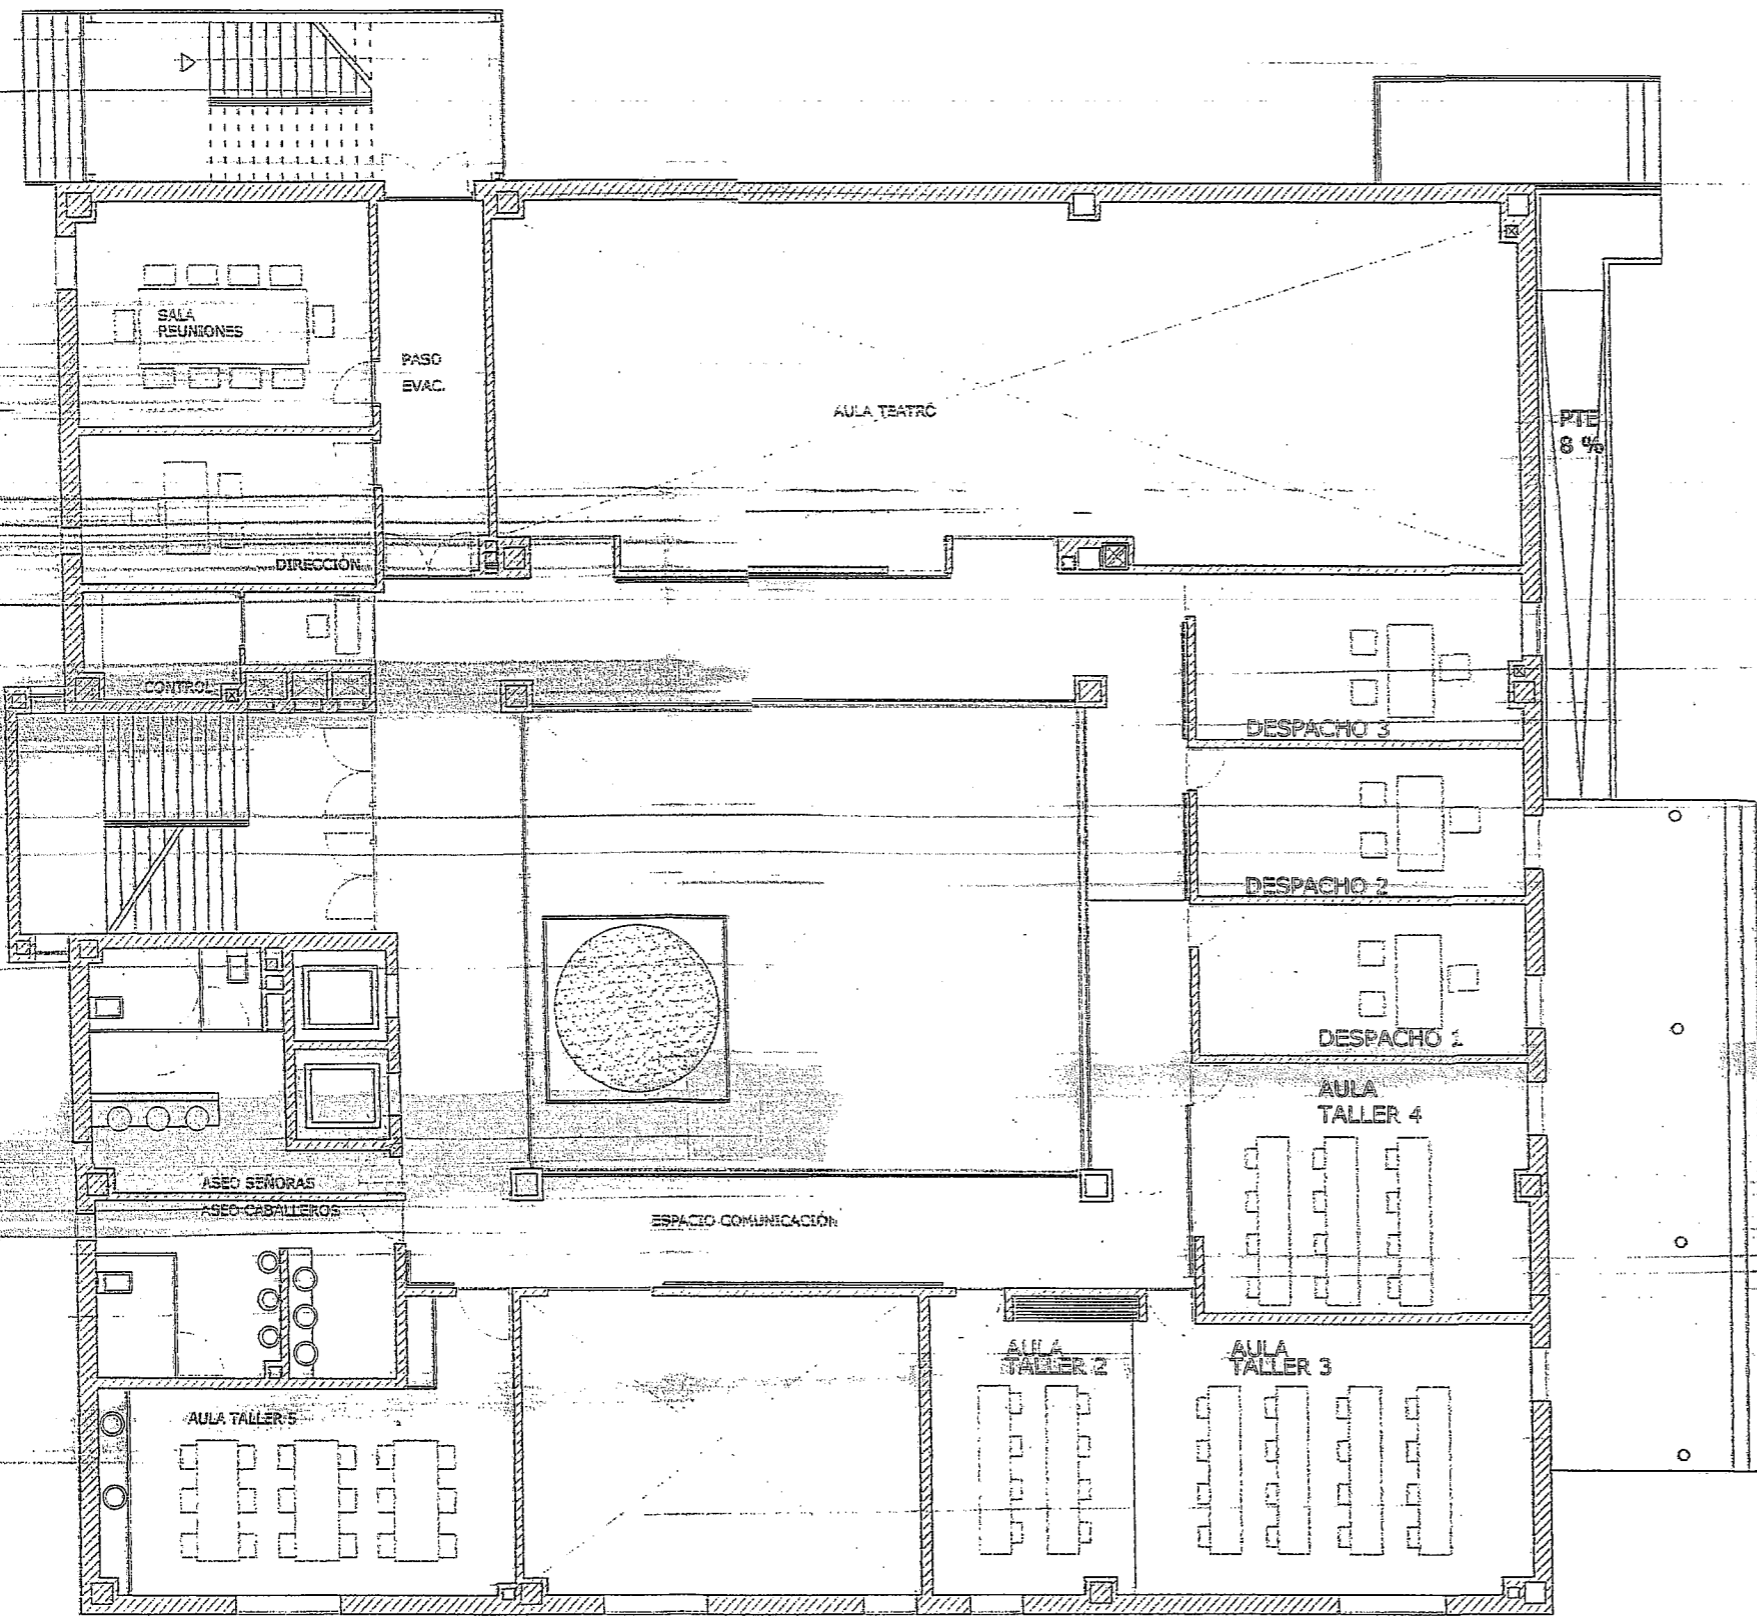 SALA
REUNIONES
PASO
EVAC.
AULA TEATRO
PTE
8 %
DIRECCIÓN
CONTROL
DESPACHO 3
DESPACHO 2
DESPACHO 1
AULA
TALLER 4
ASEO SEÑORAS
ASEO CABALLEROS
ESPACIO COMUNICACIÓN
AULA
TALLER 2
AULA
TALLER 3
AULA TALLER 5